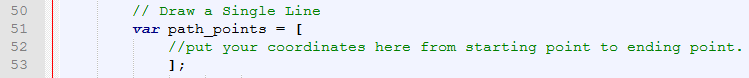 50 // Draw a Single Line
51 var path_points = [
52 //put your coordinates here from starting point to ending point.
53 ];